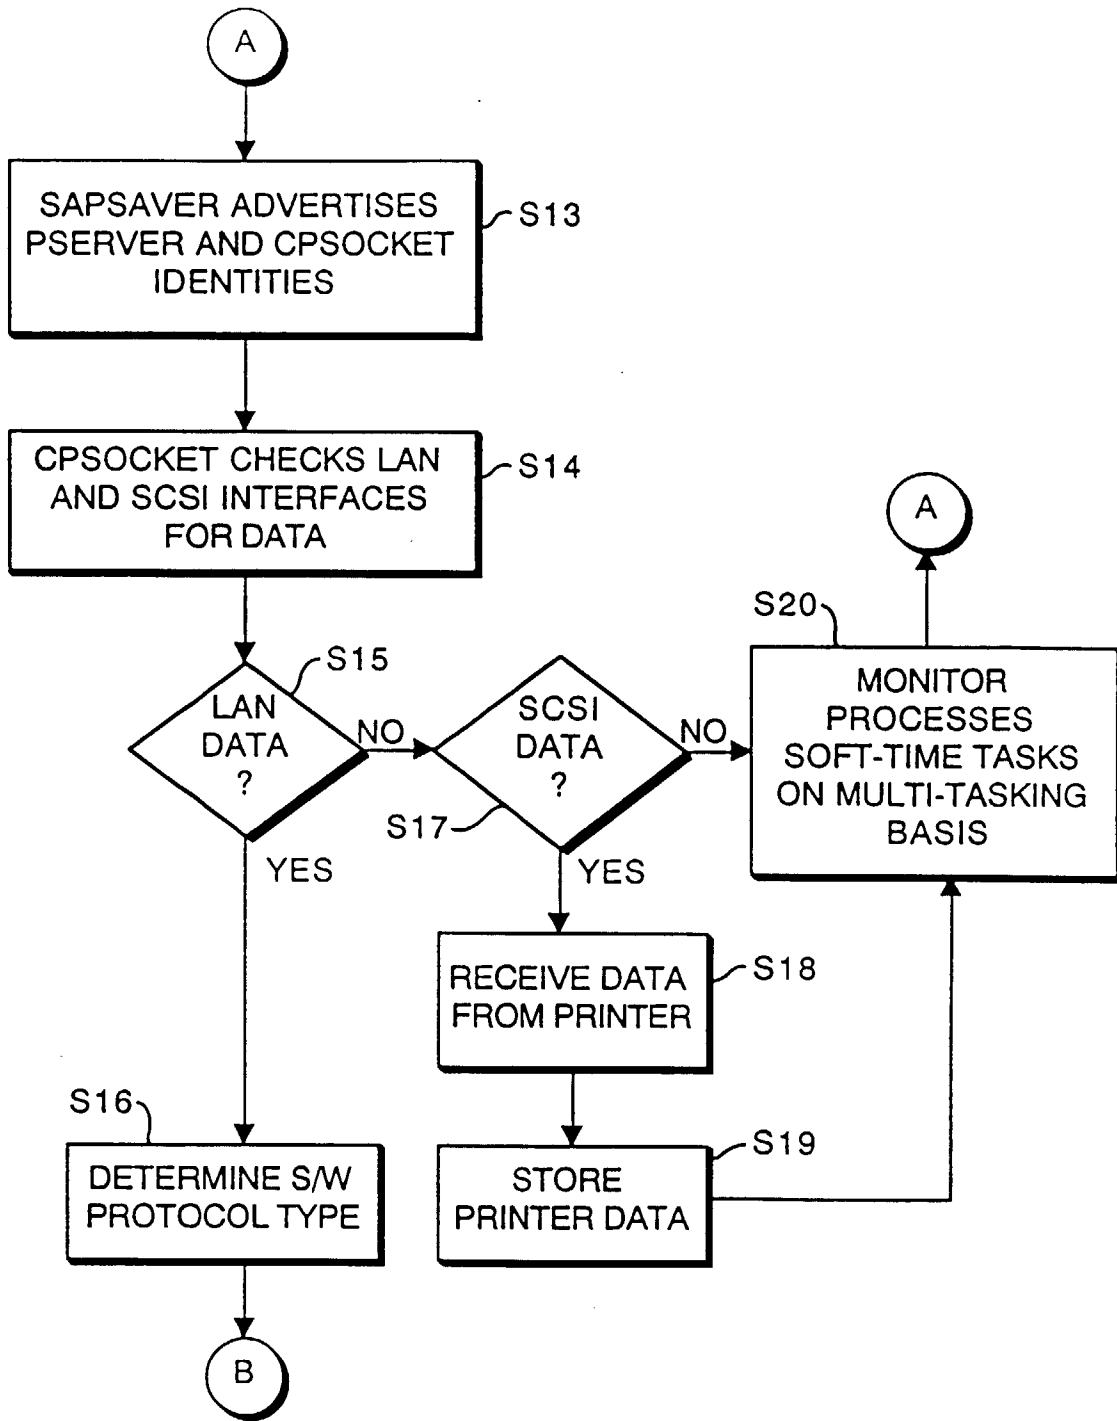 A
SAPSAVER ADVERTISES
PSERVER AND CPSOCKET
IDENTITIES
S13
CPSOCKET CHECKS LAN
AND SCSI INTERFACES
FOR DATA
S14
LAN
DATA
?
S15
NO
YES
SCSI
DATA
?
S17
NO
YES
A
S20
MONITOR
PROCESSES
SOFT-TIME TASKS
ON MULTI-TASKING
BASIS
RECEIVE DATA
FROM PRINTER
S18
STORE
PRINTER DATA
S19
S16
DETERMINE S/W
PROTOCOL TYPE
B